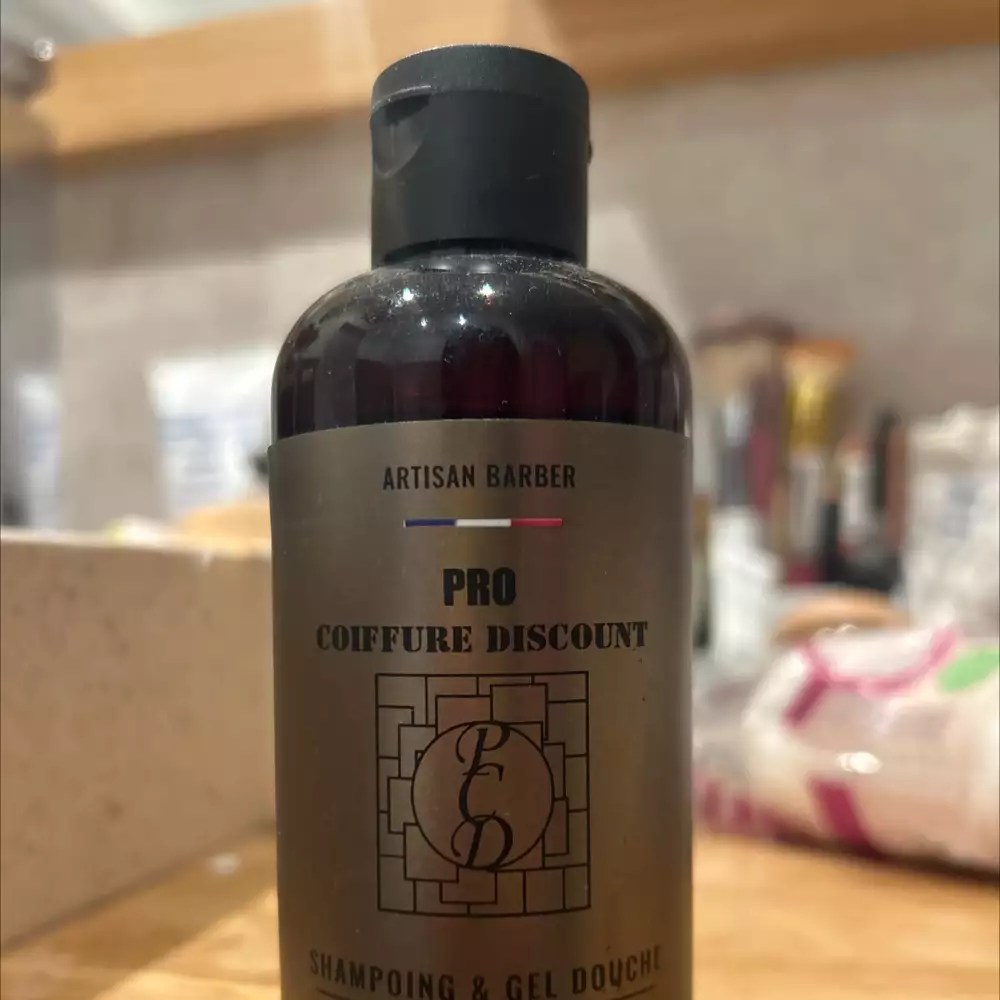 ARTISAN BARBER
PRO
COIFFURE DISCOUNT
P
C
D
SHAMPOING & GEL DOUCHE